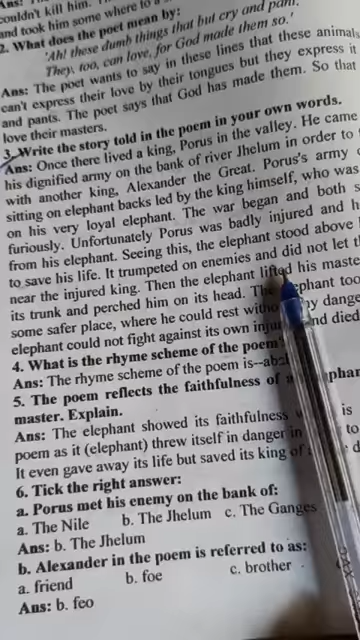 Ans:
couldn't kill him.
and took him some where to a
2. What does the poet mean by:
'Ah! these dumb things that but cry and pant.
They, too, can love, for God made them so.'
Ans: The poet wants to say in these lines that these animals
can't express their love by their tongues but they express it
and pants. The poet says that God has made them. So that
love their masters.
3. Write the story told in the poem in your own words.
Ans: Once there lived a king, Porus in the valley. He came
his dignified army on the bank of river Jhelum in order to
with another king, Alexander the Great. Porus's army
sitting on elephant backs led by the king himself, who was
on his very loyal elephant. The war began and both s
furiously. Unfortunately Porus was badly injured and h
from his elephant. Seeing this, the elephant stood above
to save his life. It trumpeted on enemies and did not let t
near the injured king. Then the elephant lifted his maste
its trunk and perched him on its head. The phant too
some safer place, where he could rest witho ny dange
elephant could not fight against its own inju nd died
4. What is the rhyme scheme of the poem
Ans: The rhyme scheme of the poem is--aba
5. The poem reflects the faithfulness of phan
master. Explain.
Ans: The elephant showed its faithfulness is
poem as it (elephant) threw itself in danger in to
It even gave away its life but saved its king of d
6. Tick the right answer:
a. Porus met his enemy on the bank of:
a. The Nile b. The Jhelum c. The Ganges
Ans: b. The Jhelum
b. Alexander in the poem is referred to as:
a. friend b. foe c. brother
Ans: b. feo